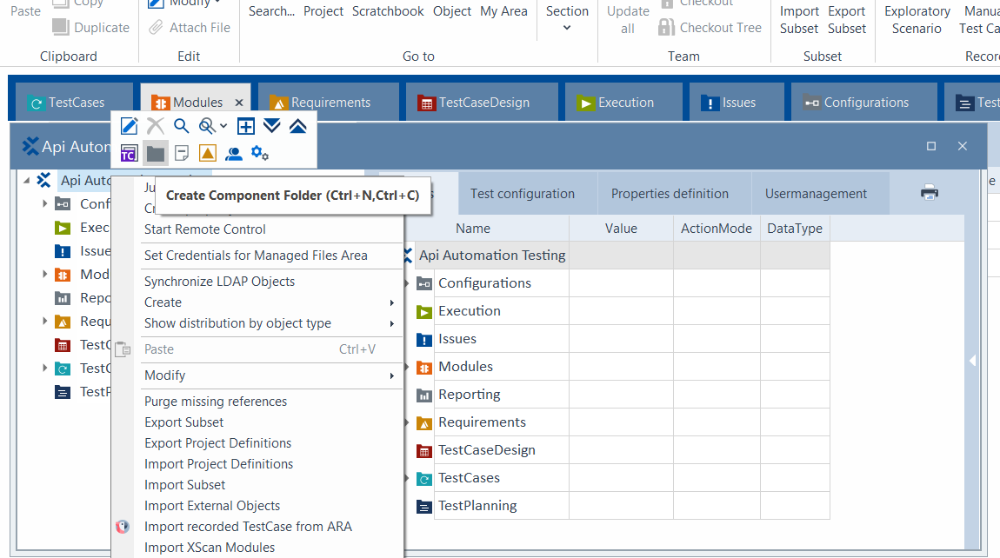 Paste Copy Modify Search... Project Scratchbook Object My Area Section Update Checkout Import Export Exploratory
Duplicate Attach File all Checkout Tree Subset Subset Scenario Test Ca
Clipboard Edit Go to Team Subset
TestCases Modules Requirements TestCaseDesign Execution Issues Configurations Test
TC
Api Autom
Api Auto
Create Component Folder (Ctrl+N,Ctrl+C)
s Test configuration Properties definition Usermanagement
e
Conf
Exec
Issue
Mod
Repo
Requ
TestC
TestC
TestP
Ju
Cr
Start Remote Control
Set Credentials for Managed Files Area
Synchronize LDAP Objects
Create
Show distribution by object type
Paste Ctrl+V
Modify
Purge missing references
Export Subset
Export Project Definitions
Import Project Definitions
Import Subset
Import External Objects
Import recorded TestCase from ARA
Import XScan Modules
Name Value ActionMode DataType
Api Automation Testing
Configurations
Execution
Issues
Modules
Reporting
Requirements
TestCaseDesign
TestCases
TestPlanning